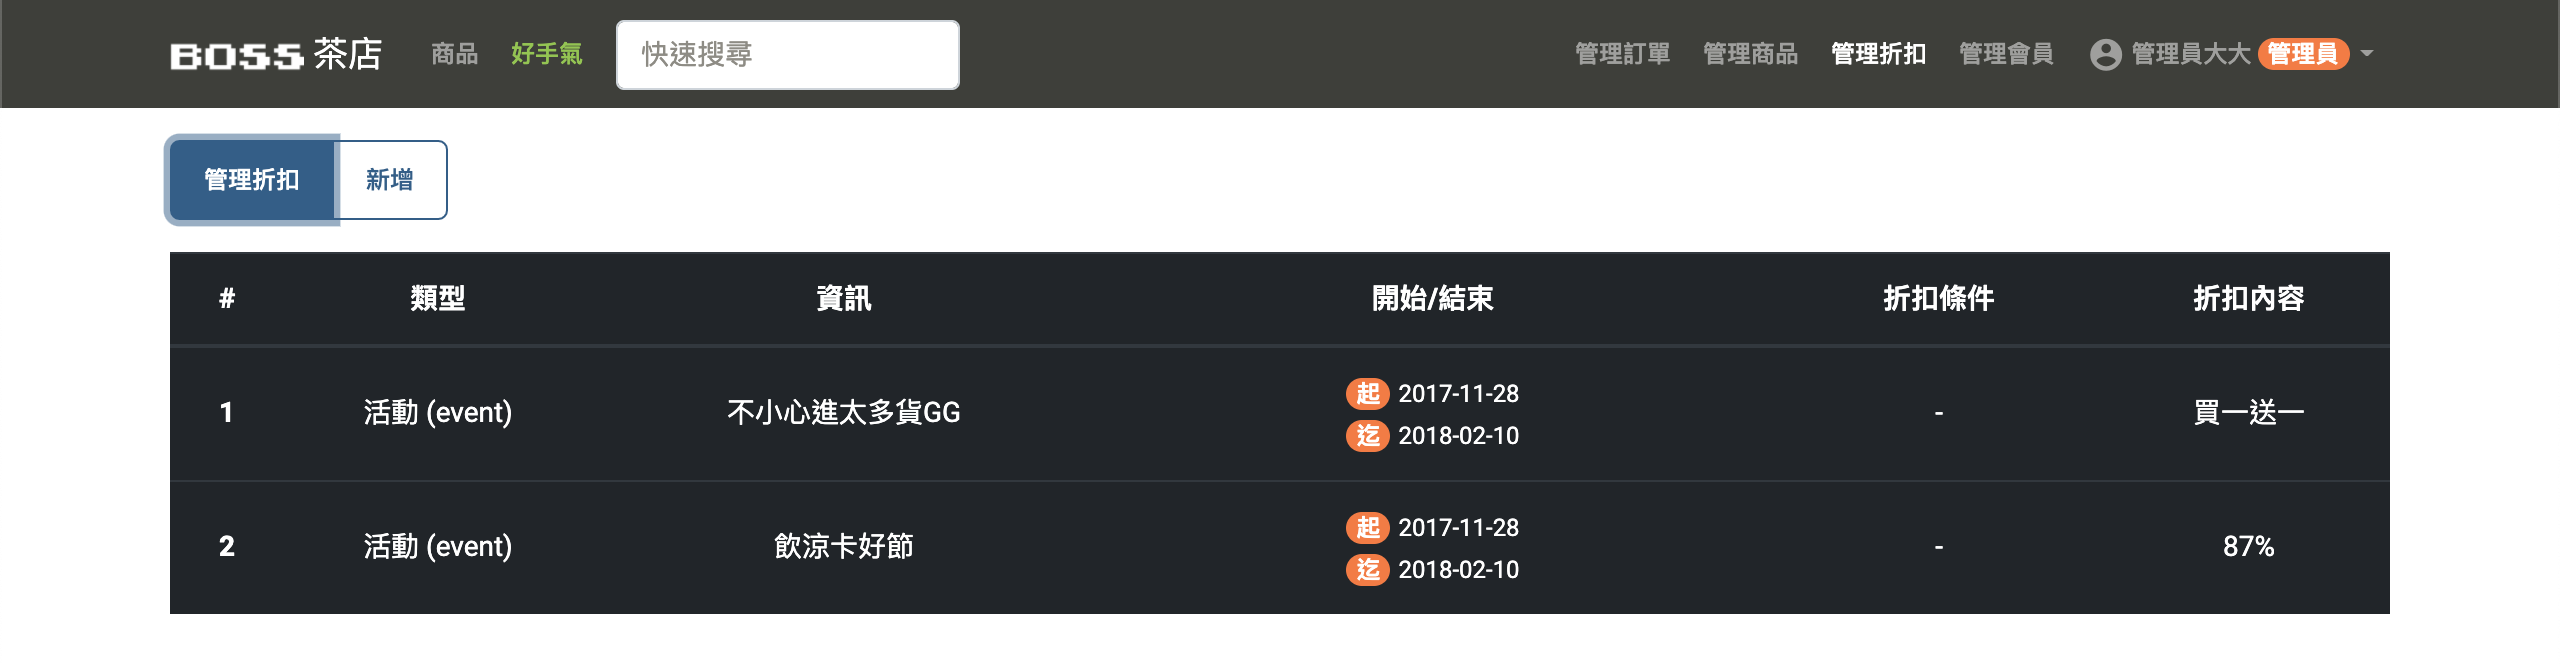 BOSS 茶店 商品 好手氣 快速搜尋 管理訂單 管理商品 管理折扣 管理會員 管理員大大 管理員
管理折扣 新增
# 類型 資訊 開始/結束 折扣條件 折扣內容
1 活動 (event) 不小心進太多貨GG 起 2017-11-28 迄 2018-02-10 - 買一送一
2 活動 (event) 飲涼卡好節 起 2017-11-28 迄 2018-02-10 - 87%